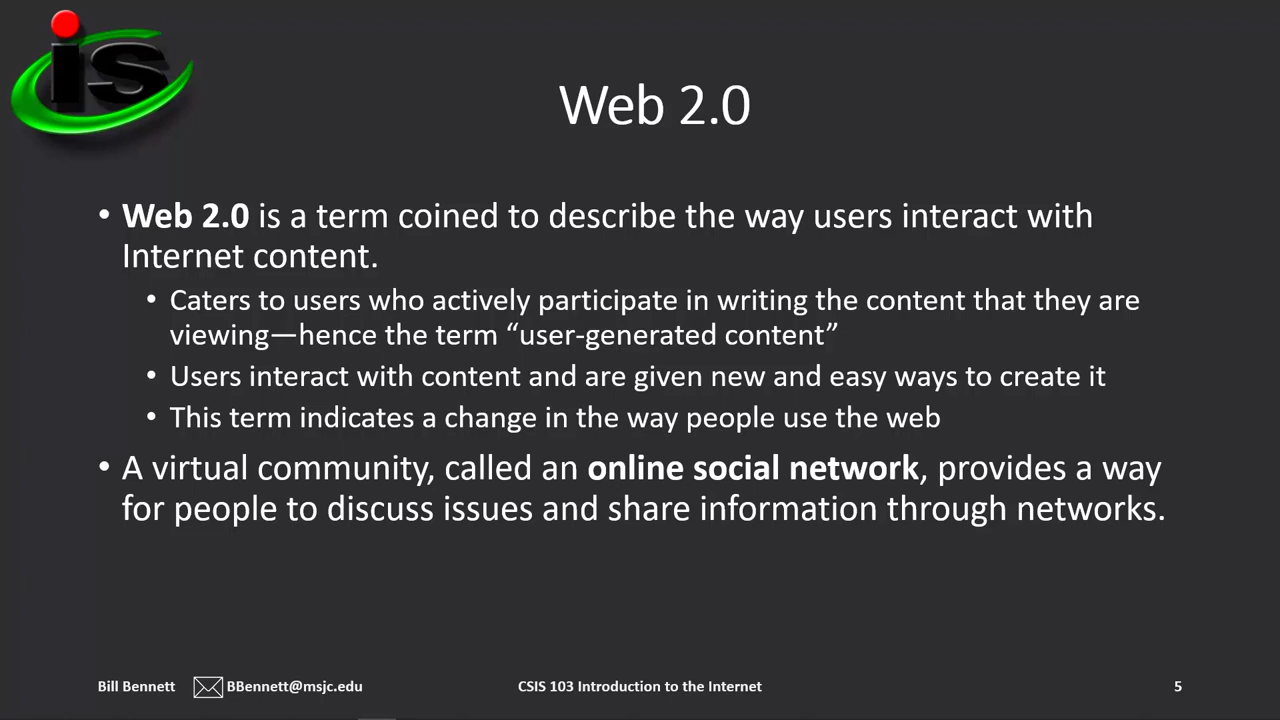 is
Web 2.0
• Web 2.0 is a term coined to describe the way users interact with
Internet content.
• Caters to users who actively participate in writing the content that they are
viewing—hence the term “user-generated content”
• Users interact with content and are given new and easy ways to create it
• This term indicates a change in the way people use the web
• A virtual community, called an online social network, provides a way
for people to discuss issues and share information through networks.
Bill Bennett BBennett@msjc.edu CSIS 103 Introduction to the Internet 5